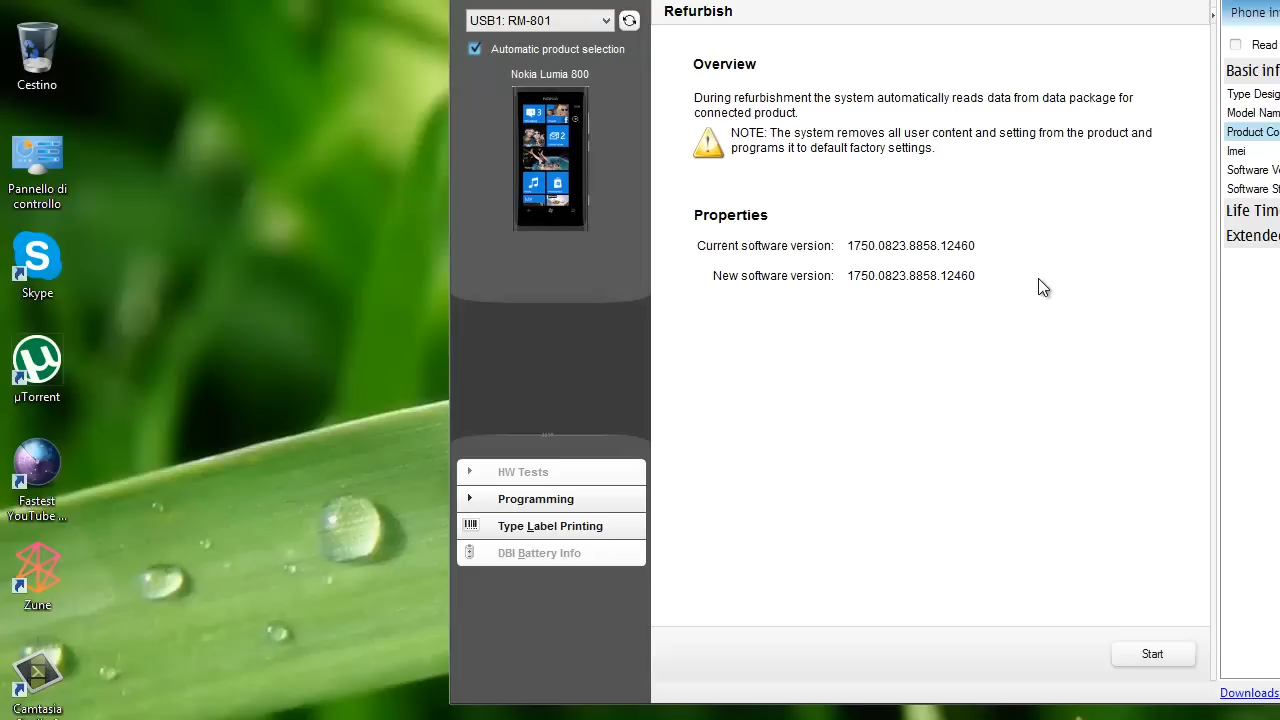 Cestino
Pannello di
controllo
Skype
µTorrent
Fastest
YouTube ...
Zune
Camtasia
USB1: RM-801
Automatic product selection
Nokia Lumia 800
HW Tests
Programming
Type Label Printing
DBI Battery Info
Refurbish
Overview
During refurbishment the system automatically reads data from data package for
connected product.
NOTE: The system removes all user content and setting from the product and
programs it to default factory settings.
Properties
Current software version: 1750.0823.8858.12460
New software version: 1750.0823.8858.12460
Start
Phone in
Read
Basic inf
Type Desig
Model Nam
Product Co
Imei
Software Ve
Software St
Life Tim
Extended
Downloads